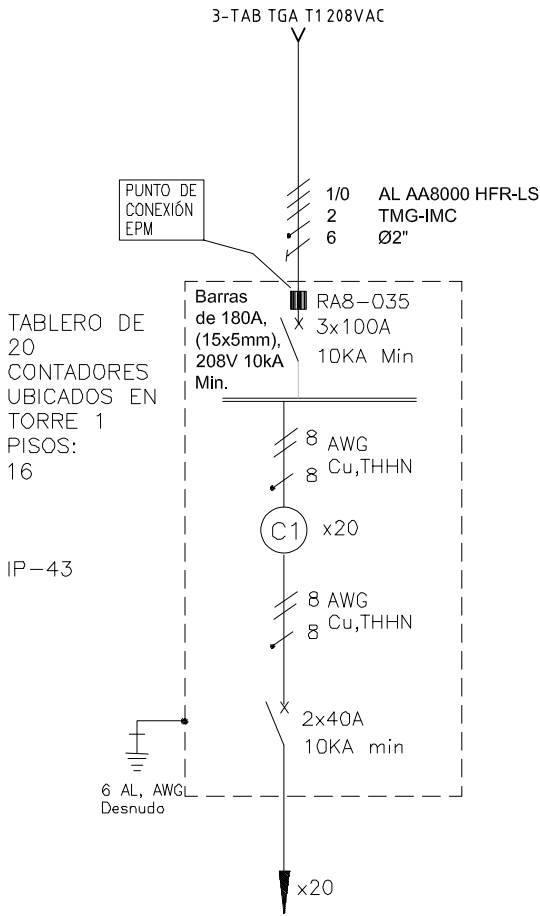 3-TAB TGA T1 208VAC
PUNTO DE
CONEXIÓN
EPM
1/0 AL AA8000 HFR-LS
2 TMG-IMC
6 Ø2"
Barras
de 180A,
(15x5mm),
208V 10kA
Min.
RA8-035
3x100A
10KA Min
TABLERO DE
20
CONTADORES
UBICADOS EN
TORRE 1
PISOS:
16
8 AWG
8 Cu,THHN
C1 x20
IP-43
8 AWG
8 Cu,THHN
2x40A
10KA min
6 AL, AWG
Desnudo
x20